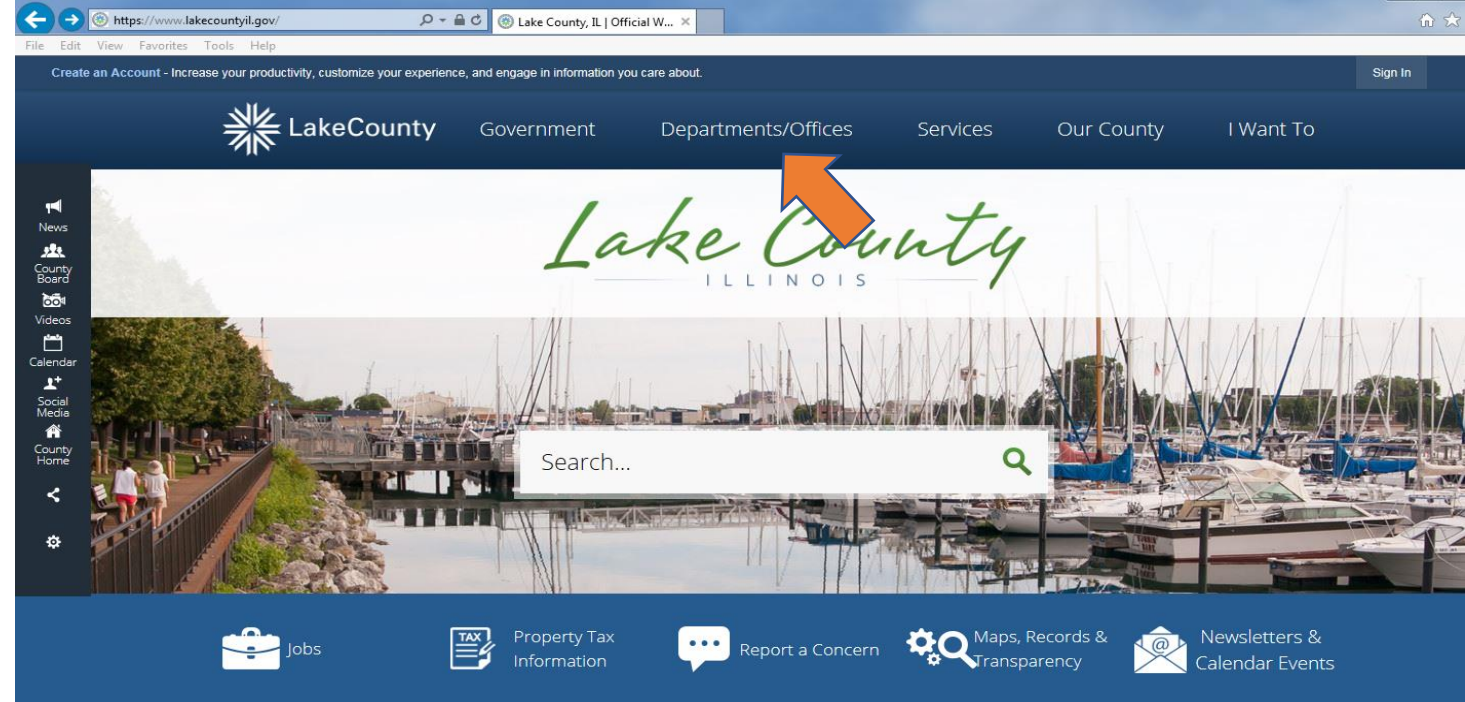 https://www.lakecountyil.gov/
Lake County, IL | Official W...
File Edit View Favorites Tools Help
Create an Account - Increase your productivity, customize your experience, and engage in information you care about.
Sign In
LakeCounty
Government
Departments/Offices
Services
Our County
I Want To
News
County
Board
Videos
Calendar
Social
Media
County
Home
Lake County
ILLINOIS
Search...
Jobs
TAX
Property Tax
Information
Report a Concern
Maps, Records &
Transparency
@
Newsletters &
Calendar Events